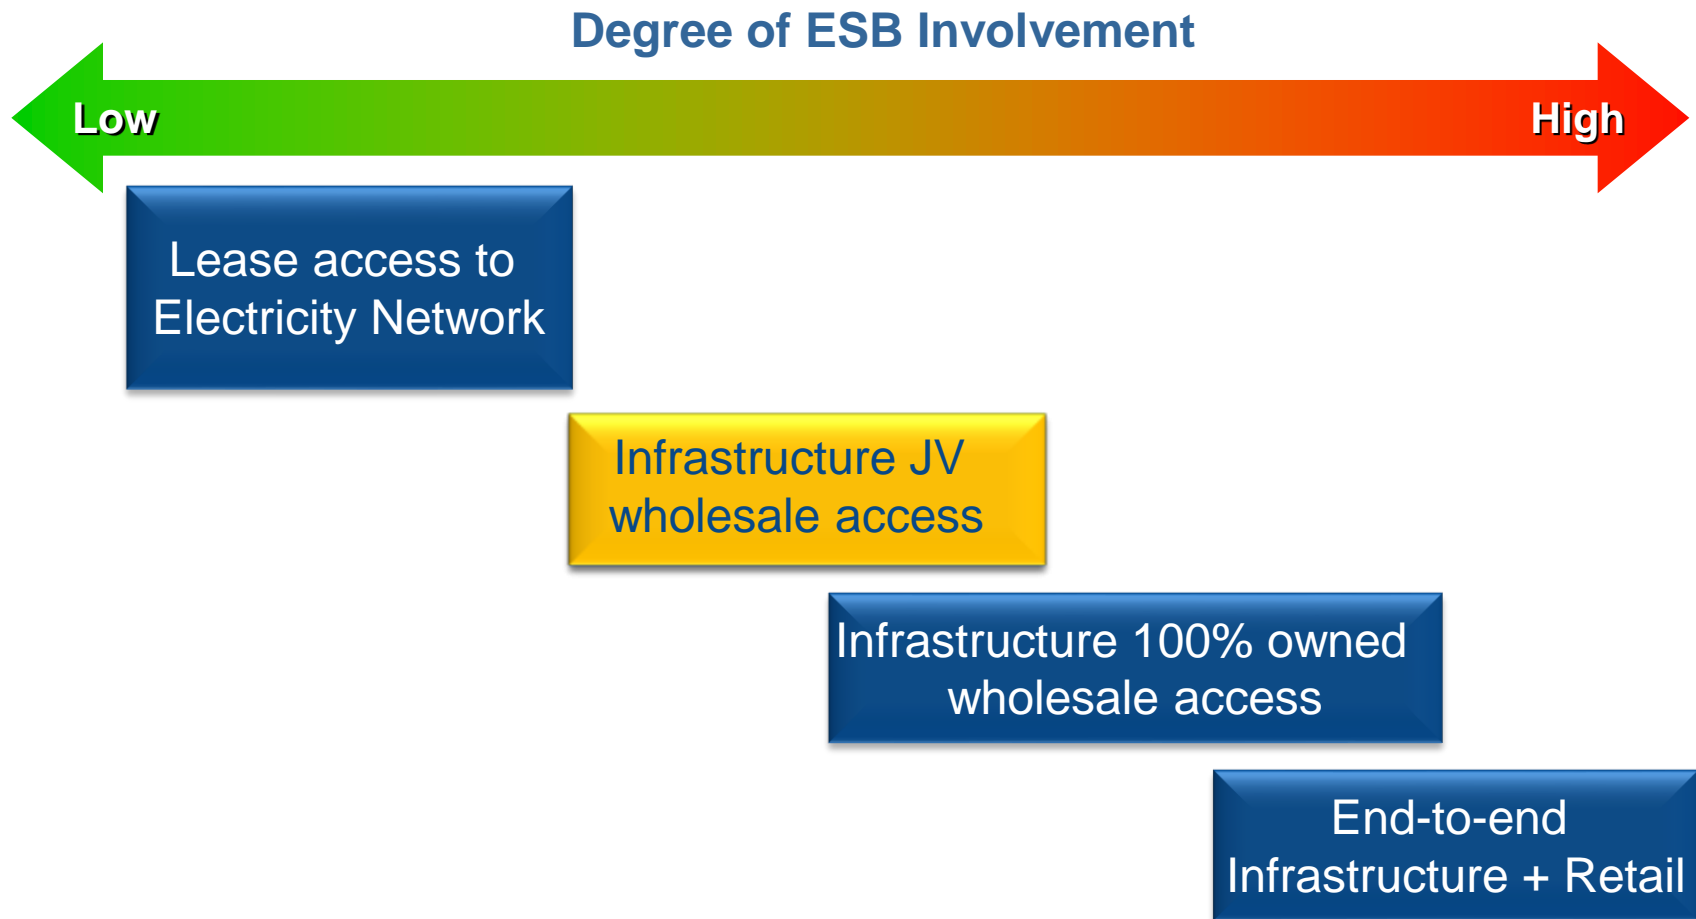 Degree of ESB Involvement
Low
High
Lease access to
Electricity Network
Infrastructure JV
wholesale access
Infrastructure 100% owned
wholesale access
End-to-end
Infrastructure + Retail